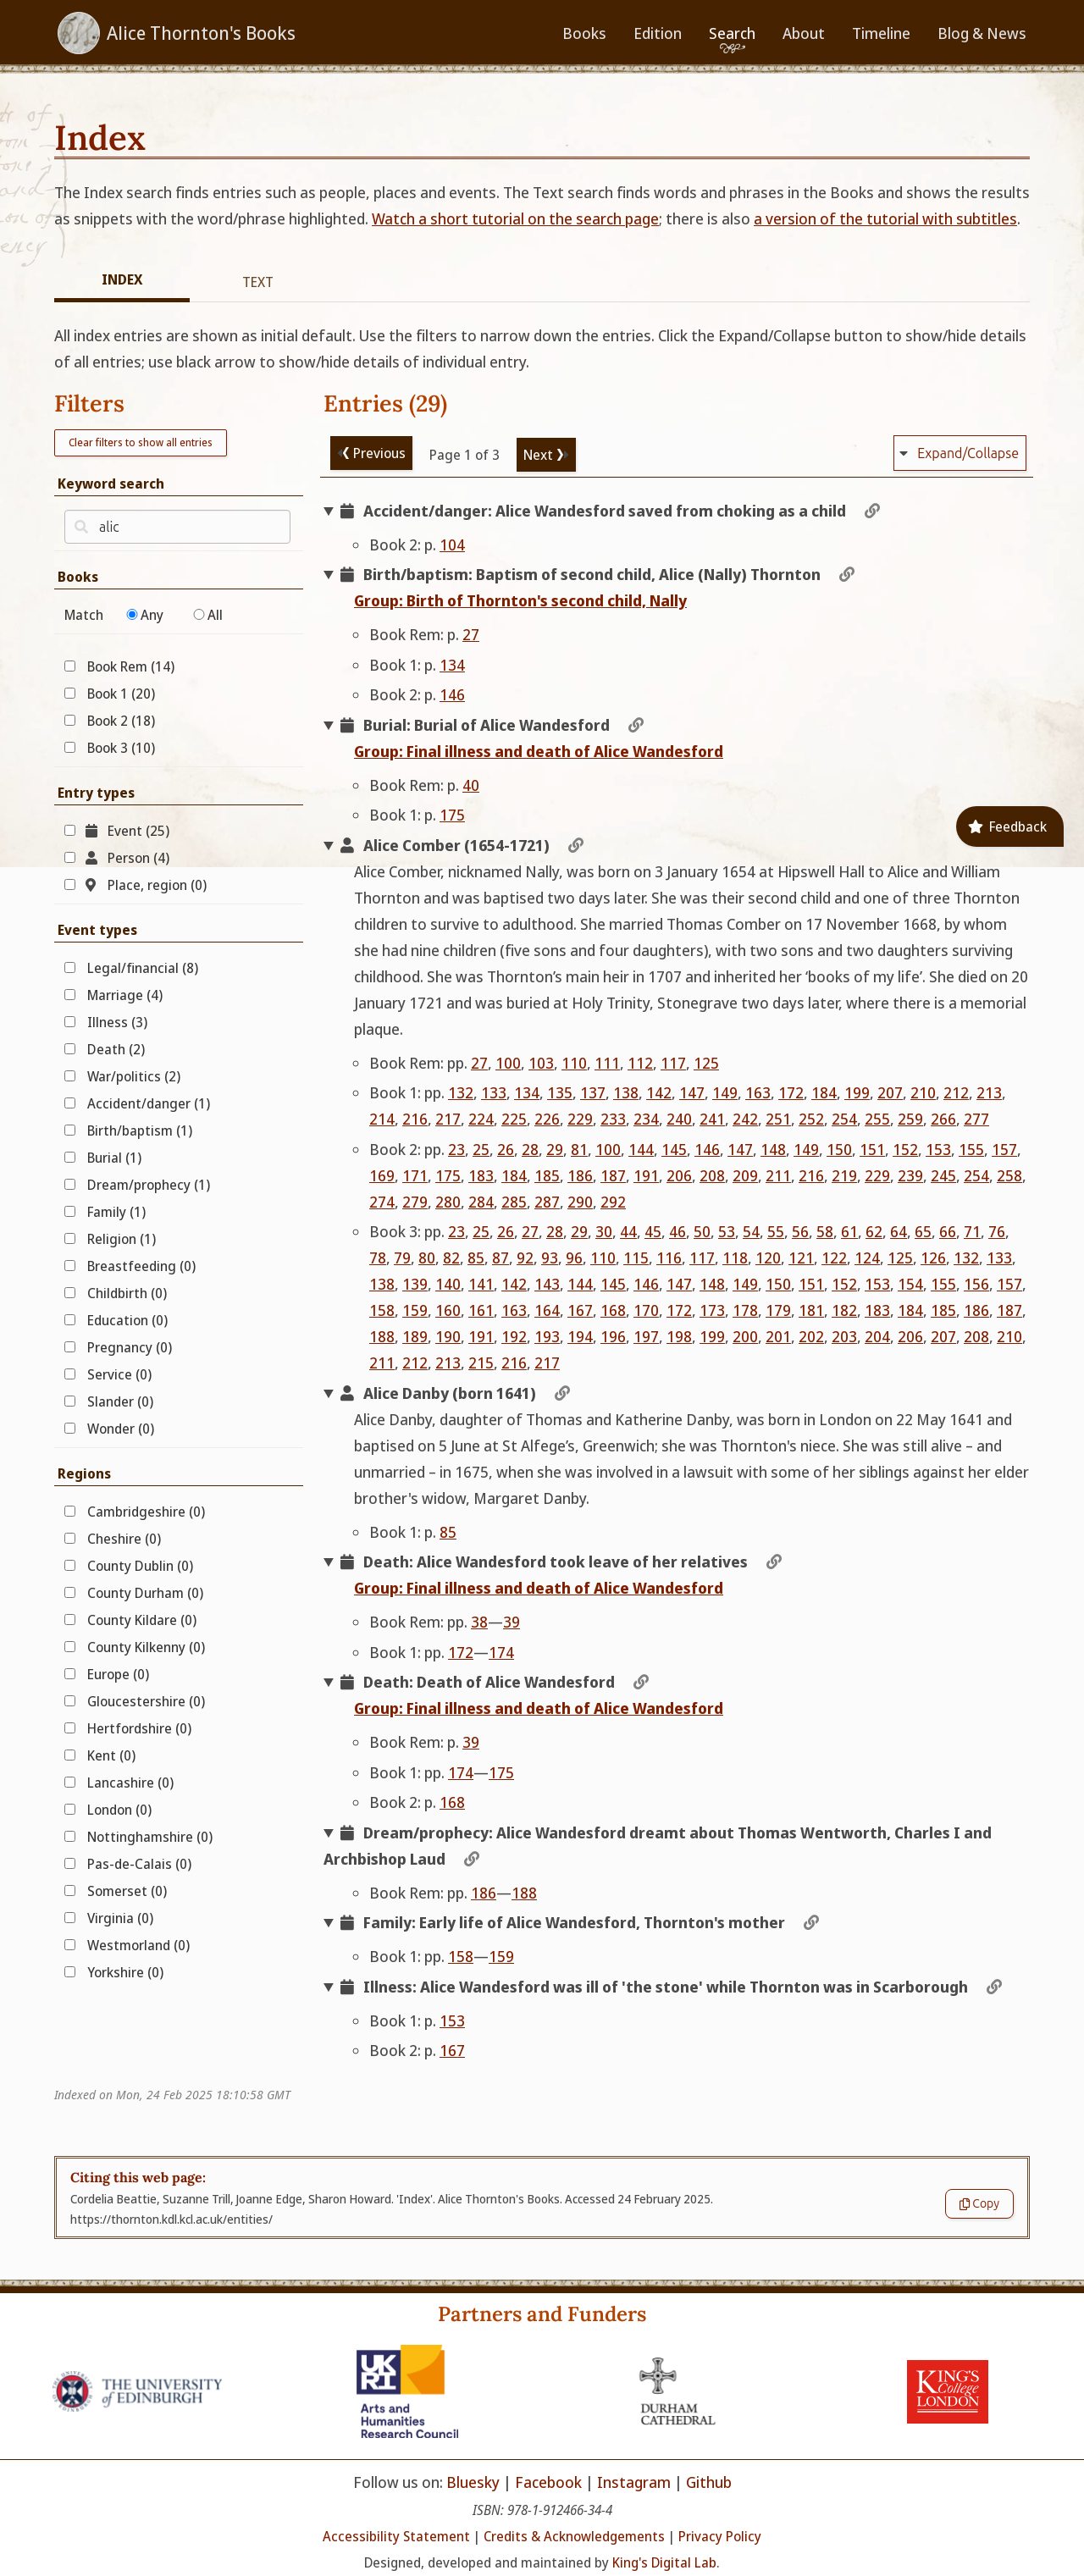 Alice Thornton's Books
Books Edition Search About Timeline Blog & News
Index
The Index search finds entries such as people, places and events. The Text search finds words and phrases in the Books and shows the results
as snippets with the word/phrase highlighted. Watch a short tutorial on the search page; there is also a version of the tutorial with subtitles.
INDEX TEXT
All index entries are shown as initial default. Use the filters to narrow down the entries. Click the Expand/Collapse button to show/hide details
of all entries; use black arrow to show/hide details of individual entry.
Filters
Clear filters to show all entries
Keyword search
alic
Books
Match Any All
Book Rem (14)
Book 1 (20)
Book 2 (18)
Book 3 (10)
Entry types
Event (25)
Person (4)
Place, region (0)
Event types
Legal/financial (8)
Marriage (4)
Illness (3)
Death (2)
War/politics (2)
Accident/danger (1)
Birth/baptism (1)
Burial (1)
Dream/prophecy (1)
Family (1)
Religion (1)
Breastfeeding (0)
Childbirth (0)
Education (0)
Pregnancy (0)
Service (0)
Slander (0)
Wonder (0)
Regions
Cambridgeshire (0)
Cheshire (0)
County Dublin (0)
County Durham (0)
County Kildare (0)
County Kilkenny (0)
Europe (0)
Gloucestershire (0)
Hertfordshire (0)
Kent (0)
Lancashire (0)
London (0)
Nottinghamshire (0)
Pas-de-Calais (0)
Somerset (0)
Virginia (0)
Westmorland (0)
Yorkshire (0)
Entries (29)
❮ Previous Page 1 of 3 Next ❯ Expand/Collapse
Accident/danger: Alice Wandesford saved from choking as a child
Book 2: p. 104
Birth/baptism: Baptism of second child, Alice (Nally) Thornton
Group: Birth of Thornton's second child, Nally
Book Rem: p. 27
Book 1: p. 134
Book 2: p. 146
Burial: Burial of Alice Wandesford
Group: Final illness and death of Alice Wandesford
Book Rem: p. 40
Book 1: p. 175
Alice Comber (1654-1721)
Alice Comber, nicknamed Nally, was born on 3 January 1654 at Hipswell Hall to Alice and William
Thornton and was baptised two days later. She was their second child and one of three Thornton
children to survive to adulthood. She married Thomas Comber on 17 November 1668, by whom
she had nine children (five sons and four daughters), with two sons and two daughters surviving
childhood. She was Thornton’s main heir in 1707 and inherited her ‘books of my life’. She died on 20
January 1721 and was buried at Holy Trinity, Stonegrave two days later, where there is a memorial
plaque.
Book Rem: pp. 27, 100, 103, 110, 111, 112, 117, 125
Book 1: pp. 132, 133, 134, 135, 137, 138, 142, 147, 149, 163, 172, 184, 199, 207, 210, 212, 213,
214, 216, 217, 224, 225, 226, 229, 233, 234, 240, 241, 242, 251, 252, 254, 255, 259, 266, 277
Book 2: pp. 23, 25, 26, 28, 29, 81, 100, 144, 145, 146, 147, 148, 149, 150, 151, 152, 153, 155, 157,
169, 171, 175, 183, 184, 185, 186, 187, 191, 206, 208, 209, 211, 216, 219, 229, 239, 245, 254, 258,
274, 279, 280, 284, 285, 287, 290, 292
Book 3: pp. 23, 25, 26, 27, 28, 29, 30, 44, 45, 46, 50, 53, 54, 55, 56, 58, 61, 62, 64, 65, 66, 71, 76,
78, 79, 80, 82, 85, 87, 92, 93, 96, 110, 115, 116, 117, 118, 120, 121, 122, 124, 125, 126, 132, 133,
138, 139, 140, 141, 142, 143, 144, 145, 146, 147, 148, 149, 150, 151, 152, 153, 154, 155, 156, 157,
158, 159, 160, 161, 163, 164, 167, 168, 170, 172, 173, 178, 179, 181, 182, 183, 184, 185, 186, 187,
188, 189, 190, 191, 192, 193, 194, 196, 197, 198, 199, 200, 201, 202, 203, 204, 206, 207, 208, 210,
211, 212, 213, 215, 216, 217
Alice Danby (born 1641)
Alice Danby, daughter of Thomas and Katherine Danby, was born in London on 22 May 1641 and
baptised on 5 June at St Alfege’s, Greenwich; she was Thornton's niece. She was still alive – and
unmarried – in 1675, when she was involved in a lawsuit with some of her siblings against her elder
brother's widow, Margaret Danby.
Book 1: p. 85
Death: Alice Wandesford took leave of her relatives
Group: Final illness and death of Alice Wandesford
Book Rem: pp. 38—39
Book 1: pp. 172—174
Death: Death of Alice Wandesford
Group: Final illness and death of Alice Wandesford
Book Rem: p. 39
Book 1: pp. 174—175
Book 2: p. 168
Dream/prophecy: Alice Wandesford dreamt about Thomas Wentworth, Charles I and
Archbishop Laud
Book Rem: pp. 186—188
Family: Early life of Alice Wandesford, Thornton's mother
Book 1: pp. 158—159
Illness: Alice Wandesford was ill of 'the stone' while Thornton was in Scarborough
Book 1: p. 153
Book 2: p. 167
Feedback
Indexed on Mon, 24 Feb 2025 18:10:58 GMT
Citing this web page:
Cordelia Beattie, Suzanne Trill, Joanne Edge, Sharon Howard. 'Index'. Alice Thornton's Books. Accessed 24 February 2025.
https://thornton.kdl.kcl.ac.uk/entities/
Copy
Partners and Funders
THE UNIVERSITY
of EDINBURGH
UK
RI
Arts and
Humanities
Research Council
DURHAM
CATHEDRAL
KING'S
College
LONDON
Follow us on: Bluesky | Facebook | Instagram | Github
ISBN: 978-1-912466-34-4
Accessibility Statement | Credits & Acknowledgements | Privacy Policy
Designed, developed and maintained by King's Digital Lab.